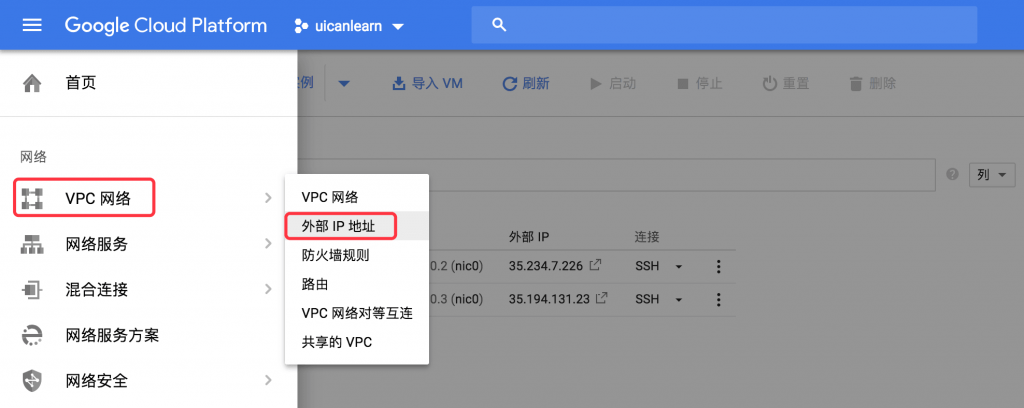 Google Cloud Platform uicanlearn
首页
例 导入 VM 刷新 启动 停止 重置 删除
网络
VPC 网络
网络服务
混合连接
网络服务方案
网络安全
VPC 网络
外部 IP 地址
防火墙规则
路由
VPC 网络对等互连
共享的 VPC
列
外部 IP 连接
0.2 (nic0) 35.234.7.226 SSH
0.3 (nic0) 35.194.131.23 SSH